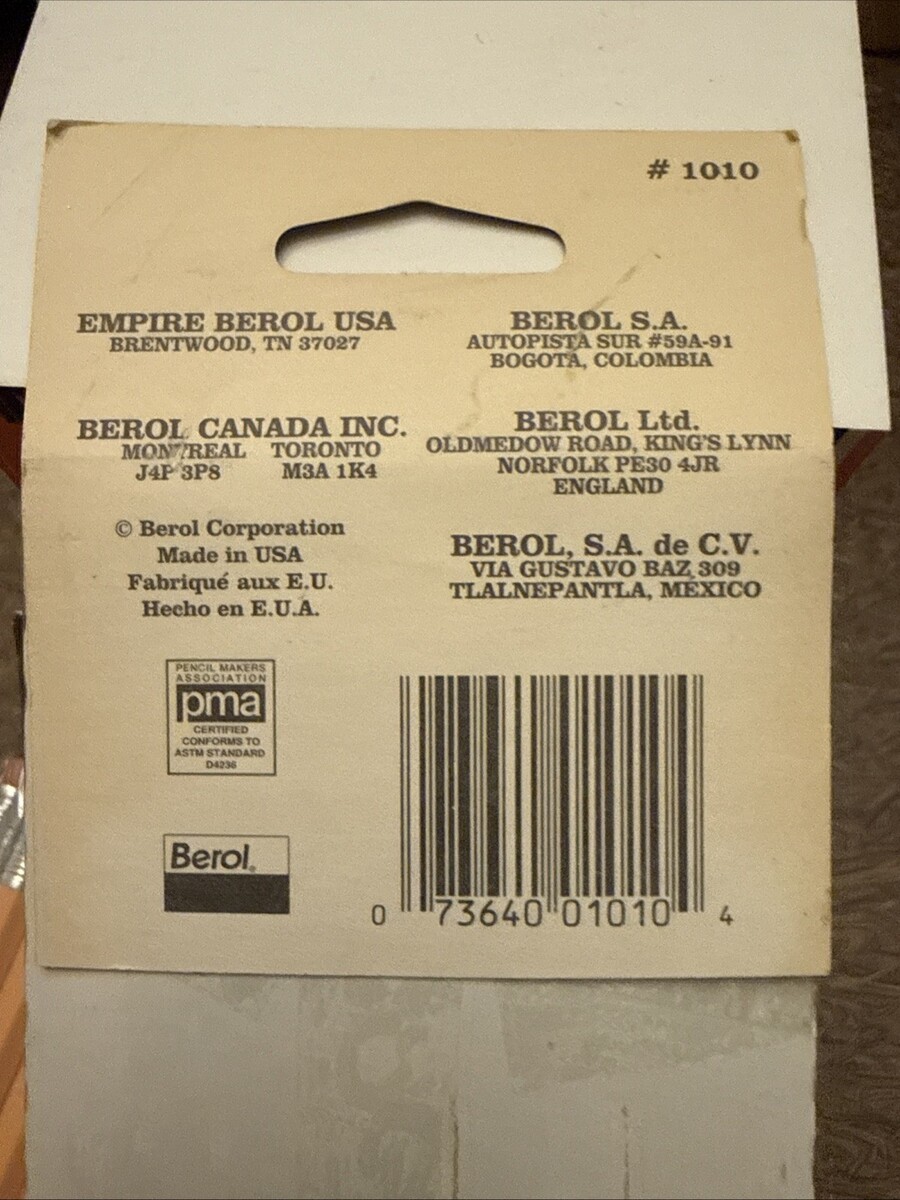 # 1010
EMPIRE BEROL USA
BRENTWOOD, TN 37027
BEROL S.A.
AUTOPISTA SUR #59A-91
BOGOTA, COLOMBIA
BEROL CANADA INC.
MONTREAL TORONTO
J4P 3P8 M3A 1K4
BEROL Ltd.
OLDMEDOW ROAD, KING'S LYNN
NORFOLK PE30 4JR
ENGLAND
© Berol Corporation
Made in USA
Fabriqué aux E.U.
Hecho en E.U.A.
BEROL, S.A. de C.V.
VIA GUSTAVO BAZ 309
TLALNEPANTLA, MÉXICO
PENCIL MAKERS
ASSOCIATION
pma
CERTIFIED
CONFORMS TO
ASTM STANDARD
D4236
Berol®
0 73640 01010 4